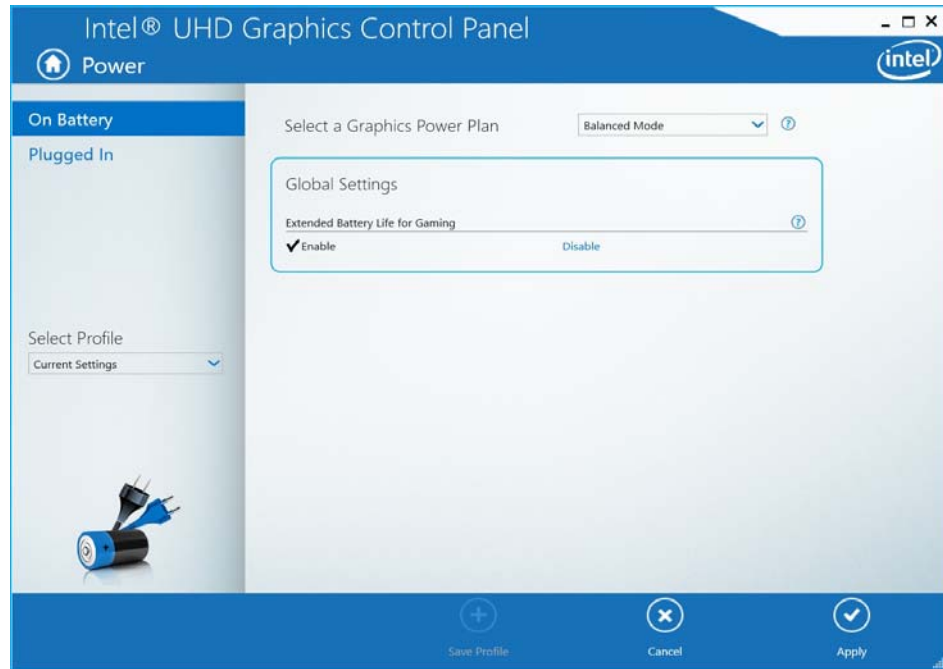 Intel® UHD Graphics Control Panel
Power
intel
On Battery
Plugged In
Select a Graphics Power Plan
Balanced Mode
?
Global Settings
Extended Battery Life for Gaming
?
Enable
Disable
Select Profile
Current Settings
Save Profile
Cancel
Apply